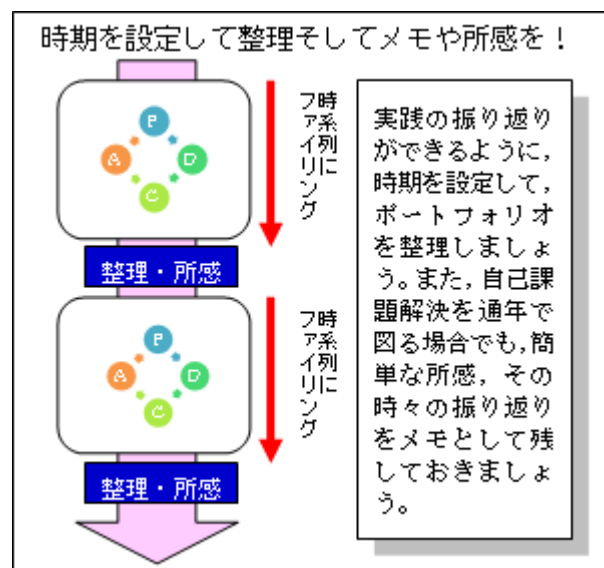 時期を設定して整理そしてメモや所感を！
P
A
D
C
時系列に
ファイリング
整理・所感
P
A
D
C
時系列に
ファイリング
整理・所感
実践の振り返り
ができるように，
時期を設定して，
ポートフォリオ
を整理しましょ
う。また，自己課
題解決を通年で
図る場合でも，簡
単な所感，その
時々の振り返り
をメモとして残
しておきましょ
う。